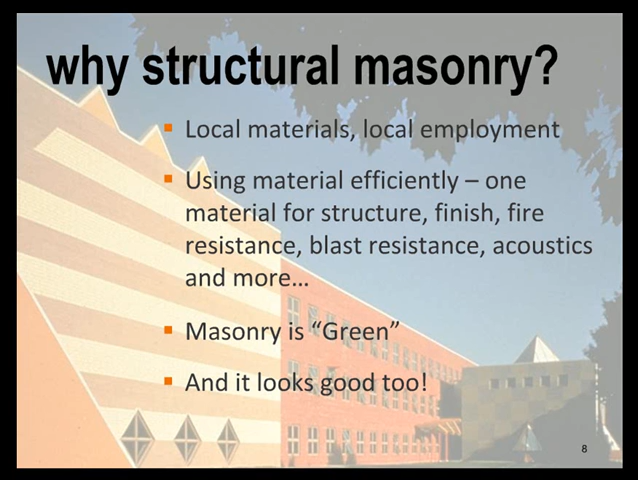 why structural masonry?
▪ Local materials, local employment
▪ Using material efficiently – one
material for structure, finish, fire
resistance, blast resistance, acoustics
and more…
▪ Masonry is “Green”
▪ And it looks good too!
8